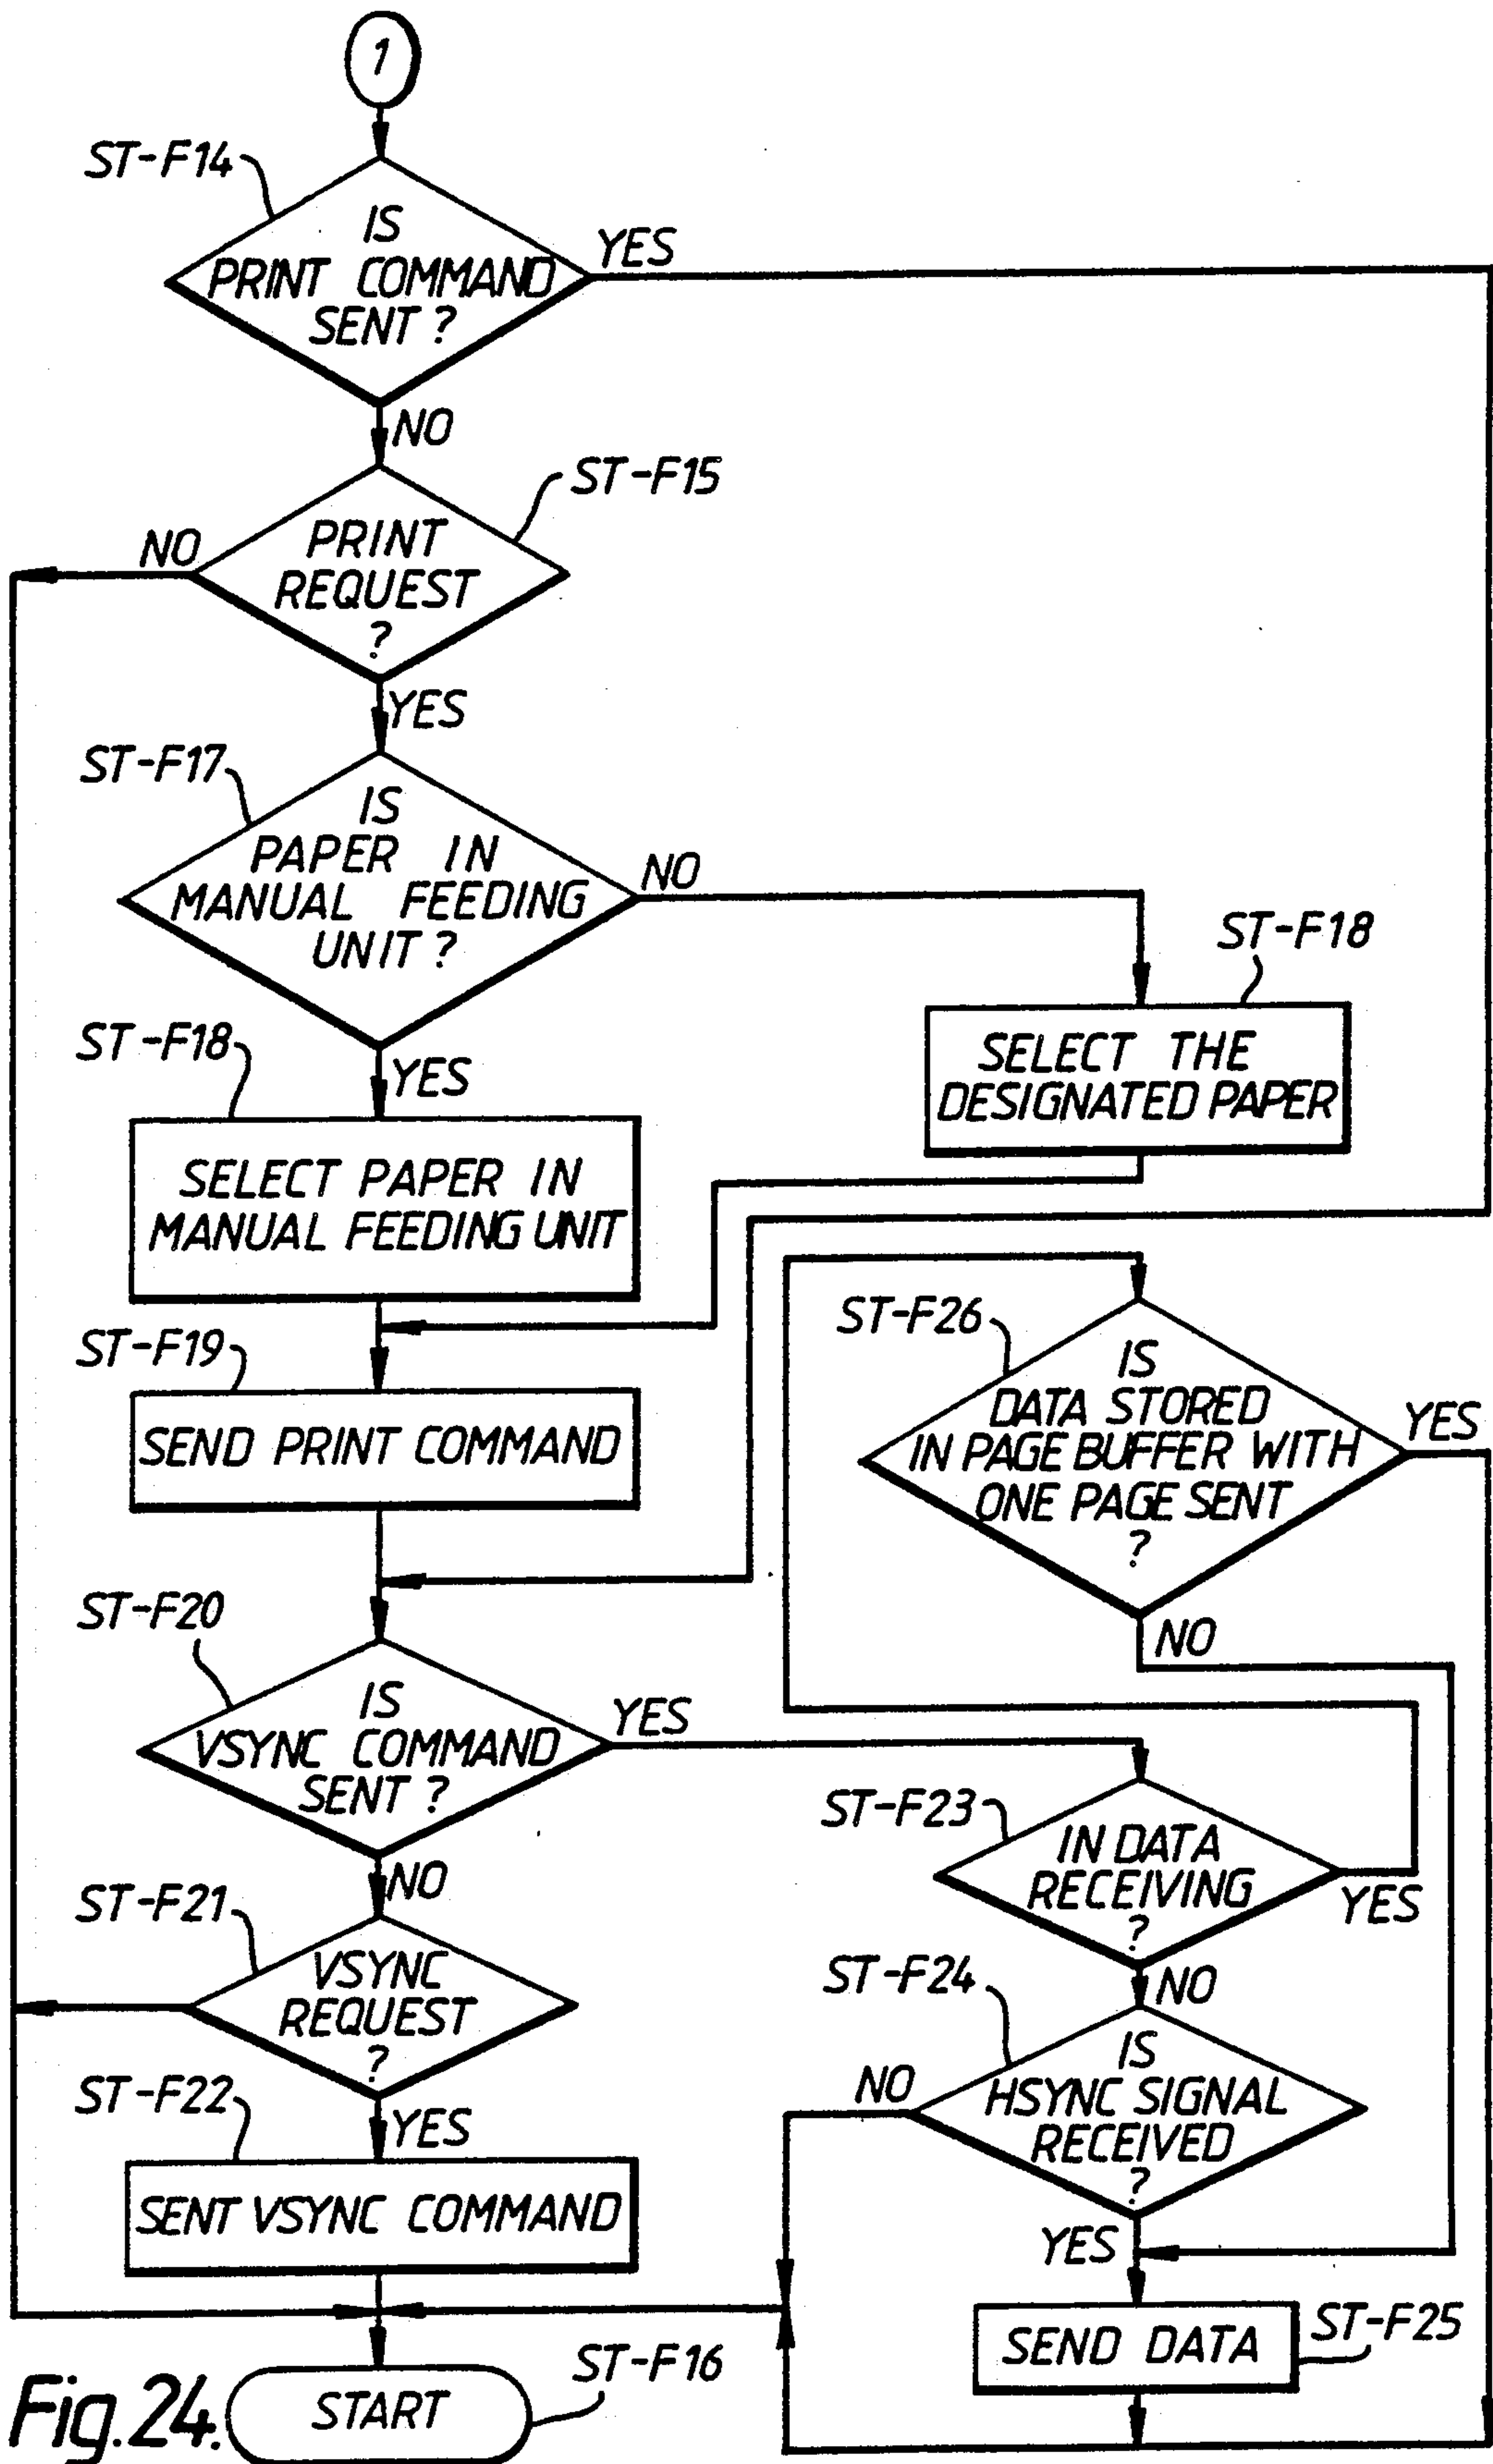 1
ST-F14
IS
PRINT COMMAND
SENT ?
YES
NO
ST-F15
PRINT
REQUEST
?
NO
YES
ST-F17
IS
PAPER IN
MANUAL FEEDING
UNIT ?
NO
ST-F18
SELECT THE
DESIGNATED PAPER
YES
ST-F18
SELECT PAPER IN
MANUAL FEEDING UNIT
ST-F19
SEND PRINT COMMAND
ST-F26
IS
DATA STORED
IN PAGE BUFFER WITH
ONE PAGE SENT
?
YES
NO
ST-F20
IS
VSYNC COMMAND
SENT ?
YES
NO
ST-F23
IN DATA
RECEIVING
?
YES
NO
ST-F21
VSYNC
REQUEST
?
YES
ST-F24
IS
HSYNC SIGNAL
RECEIVED
?
NO
YES
ST-F22
SENT VSYNC COMMAND
SEND DATA
ST-F25
START
ST-F16
Fig.24.